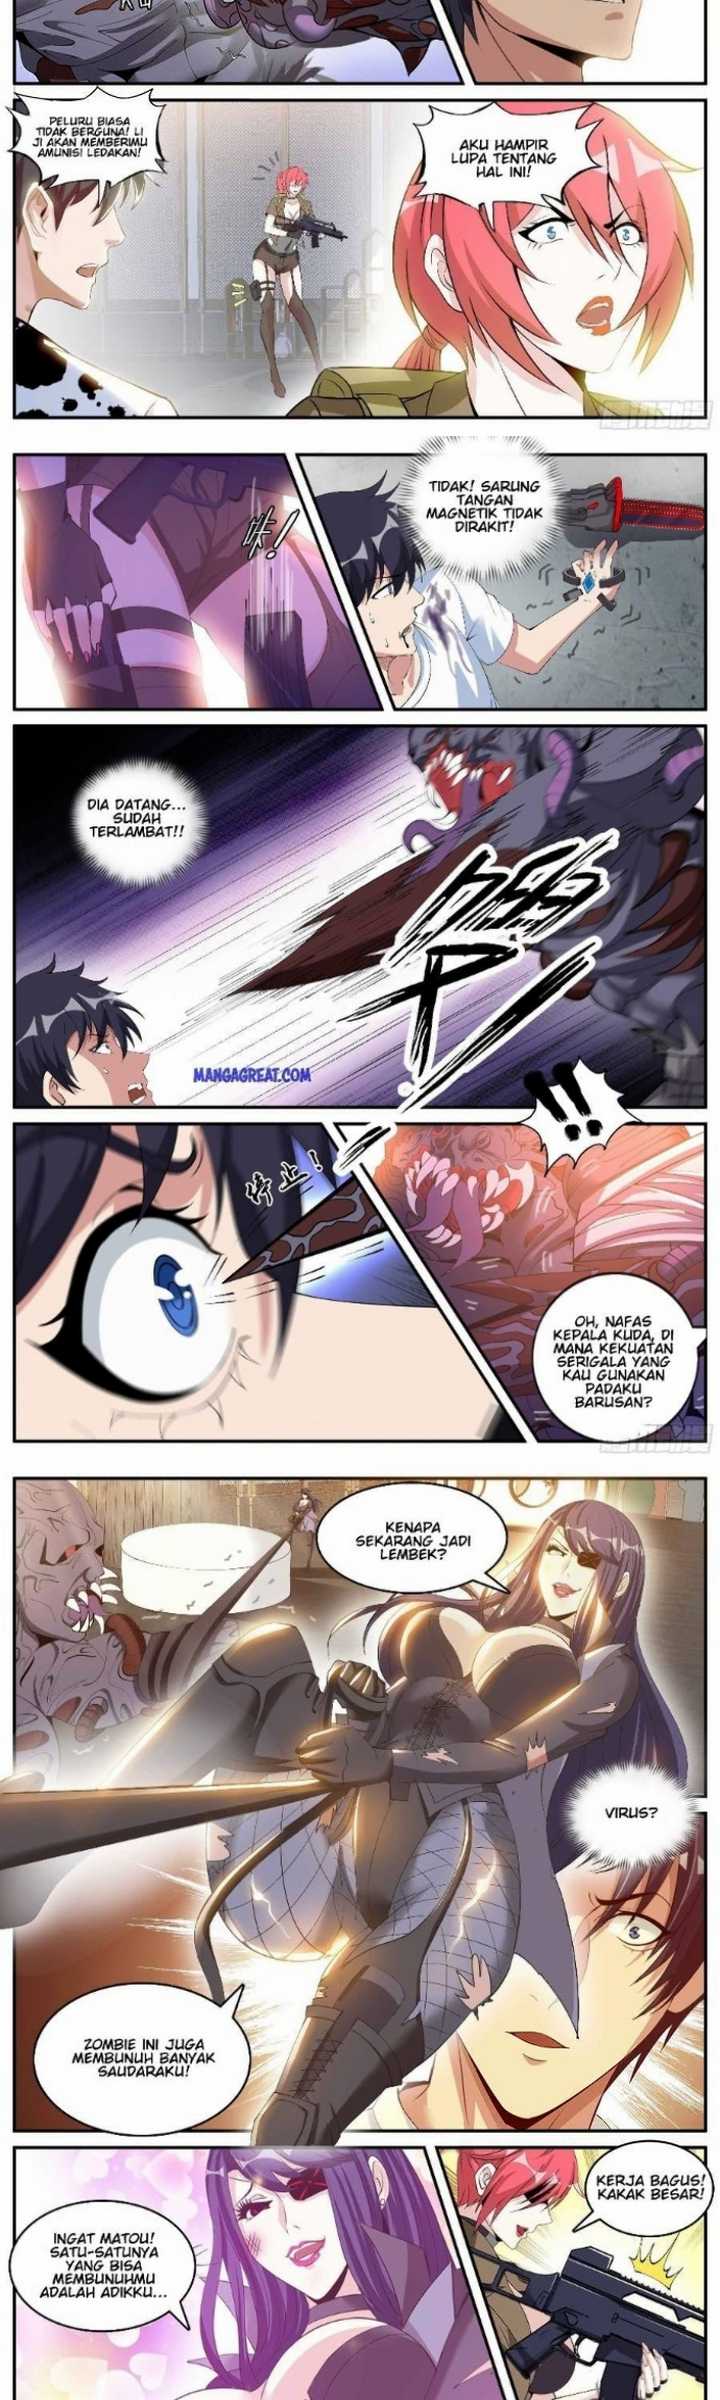 PELURU BIASA
TIDAK BERGUNA! LI
JI AKAN MEMBERIMU
AMUNISI LEDAKAN!
AKU HAMPIR
LUPA TENTANG
HAL INI!
TIDAK! SARUNG
TANGAN
MAGNETIK TIDAK
DIRAKIT!
DIA DATANG...
SUDAH
TERLAMBAT!!
MANGAGREAT.COM
!!
停止!
OH, NAFAS
KEPALA KUDA, DI
MANA KEKUATAN
SERIGALA YANG
KAU GUNAKAN
PADAKU
BARUSAN?
KENAPA
SEKARANG JADI
LEMBEK?
VIRUS?
ZOMBIE INI JUGA
MEMBUNUH BANYAK
SAUDARAKU!
KERJA BAGUS!
KAKAK BESAR!
INGAT MATOU!
SATU-SATUNYA
YANG BISA
MEMBUNUHMU
ADALAH ADIKKU...